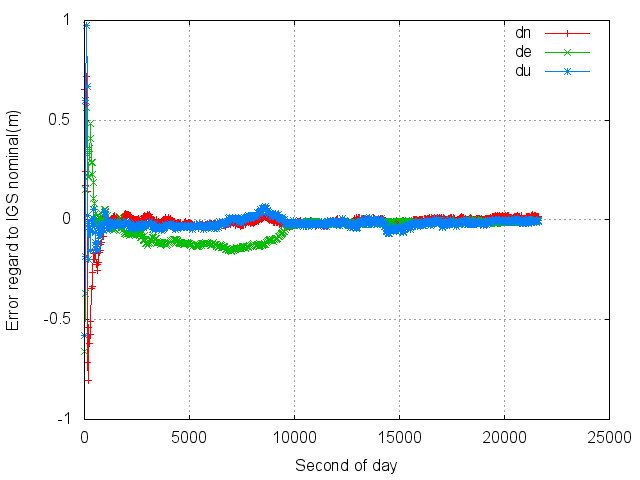 1
0.5
0
-0.5
-1
Error regard to IGS nominal(m)
dn
de
du
0 5000 10000 15000 20000 25000
Second of day